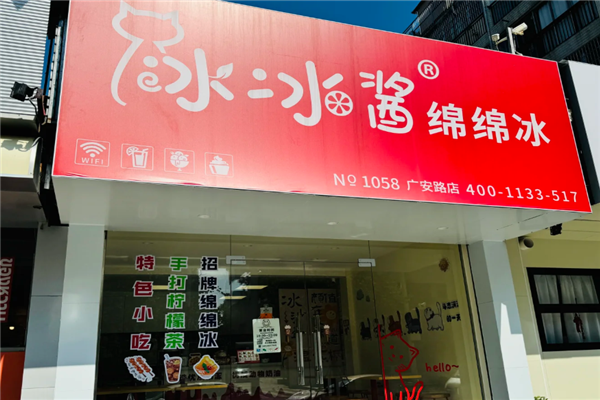 冰冰酱®
绵绵冰
WIFI
№ 1058 广安路店 400-1133-517
招牌绵绵冰
手打柠檬茶
特色小吃
hello~